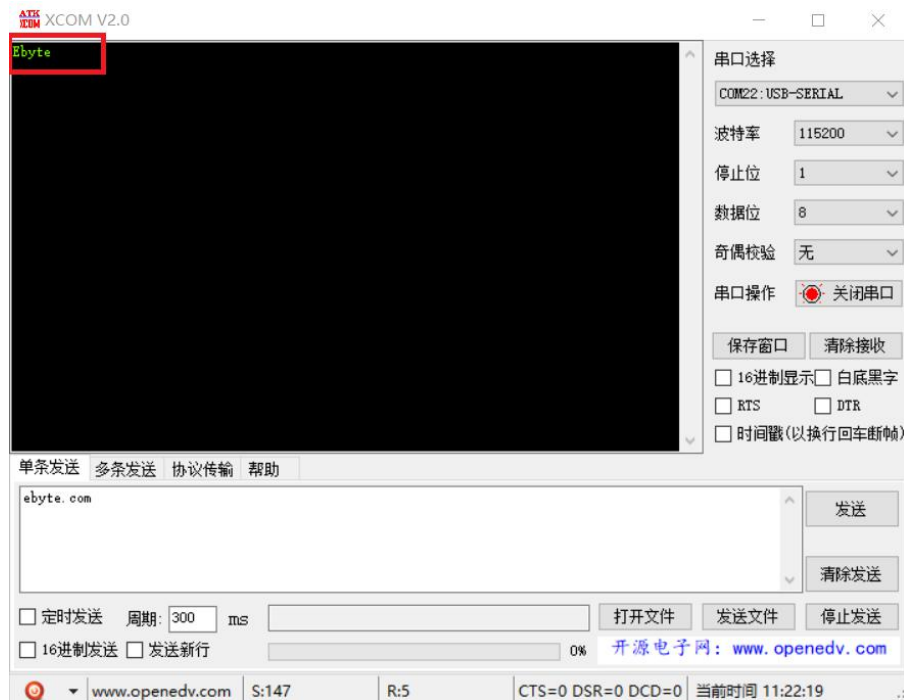 ATK XCOM XCOM V2.0
Ebyte
串口选择
COM22:USB-SERIAL
波特率 115200
停止位 1
数据位 8
奇偶校验 无
串口操作 关闭串口
保存窗口 清除接收
16进制显示 白底黑字
RTS DTR
时间戳(以换行回车断帧)
单条发送 多条发送 协议传输 帮助
ebyte.com
发送
清除发送
定时发送 周期: 300 ms 打开文件 发送文件 停止发送
16进制发送 发送新行 0% 开源电子网: www.openedv.com
www.openedv.com S:147 R:5 CTS=0 DSR=0 DCD=0 当前时间 11:22:19